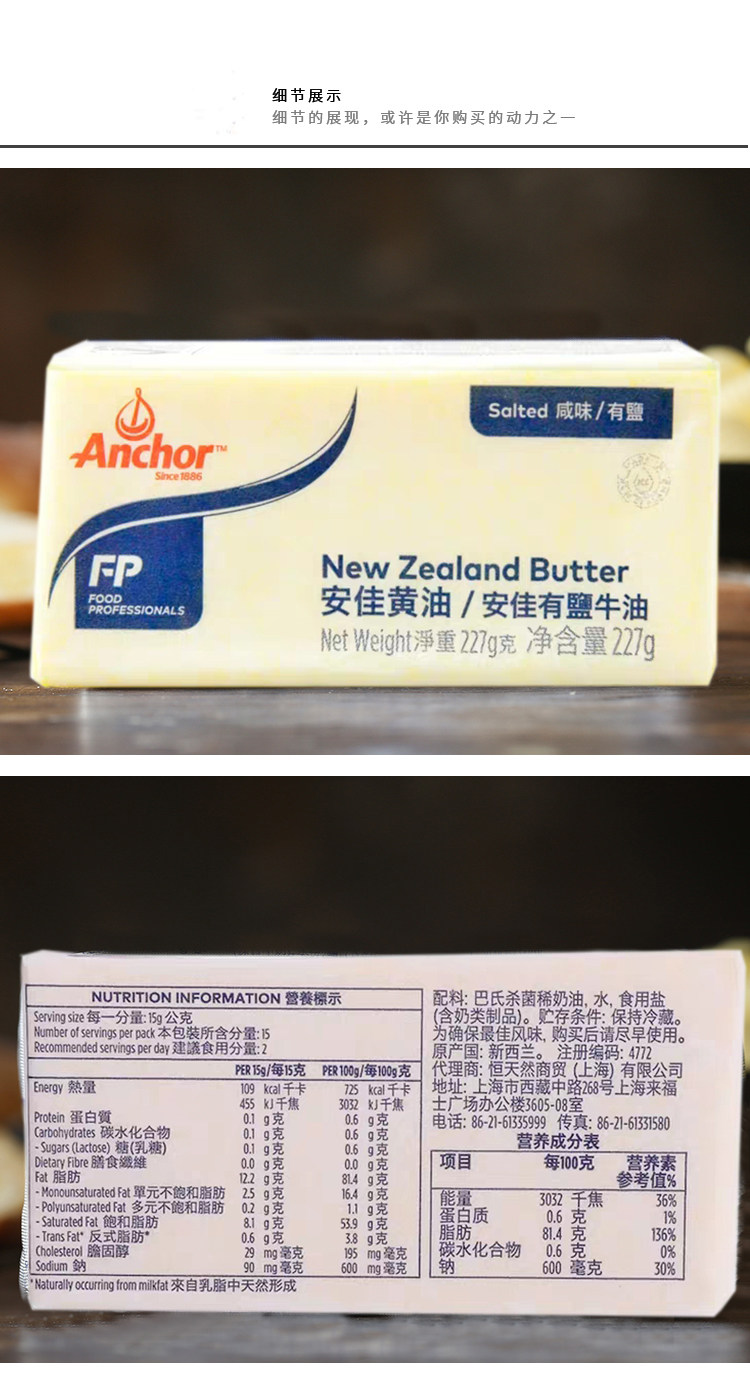 细节展示
细节的展现，或许是你购买的动力之一
Anchor™
Since 1886
Salted 咸味/有鹽
FP
FOOD
PROFESSIONALS
New Zealand Butter
安佳黄油 / 安佳有鹽牛油
Net Weight淨重227g克 净含量227g
NUTRITION INFORMATION 營養標示
Serving size 每一分量: 15g 公克
Number of servings per pack 本包裝所含分量: 15
Recommended servings per day 建議食用分量: 2
PER 15g/每15克 PER 100g/每100g克
Energy 熱量 109 kcal 千卡 725 kcal 千卡
455 kJ 千焦 3032 kJ 千焦
Protein 蛋白質 0.1 g 克 0.6 g 克
Carbohydrates 碳水化合物 0.1 g 克 0.6 g 克
- Sugars (Lactose) 糖(乳糖) 0.1 g 克 0.6 g 克
Dietary Fibre 膳食纖維 0.0 g 克 0.0 g 克
Fat 脂肪 12.2 g 克 81.4 g 克
- Monounsaturated Fat 單元不飽和脂肪 2.5 g 克 16.4 g 克
- Polyunsaturated Fat 多元不飽和脂肪 0.2 g 克 1.1 g 克
- Saturated Fat 飽和脂肪 8.1 g 克 53.9 g 克
- Trans Fat* 反式脂肪* 0.6 g 克 3.8 g 克
Cholesterol 膽固醇 29 mg 毫克 195 mg 毫克
Sodium 鈉 90 mg 毫克 600 mg 毫克
* Naturally occurring from milkfat 來自乳脂中天然形成
配料: 巴氏杀菌稀奶油, 水, 食用盐
(含奶类制品)。贮存条件: 保持冷藏。
为确保最佳风味, 购买后请尽早使用。
原产国: 新西兰。 注册编码: 4772
代理商: 恒天然商贸 (上海) 有限公司
地址: 上海市西藏中路268号上海来福
士广场办公楼3605-08室
电话: 86-21-61335999 传真: 86-21-61331580
营养成分表
项目 每100克 营养素
参考值%
能量 3032 千焦 36%
蛋白质 0.6 克 1%
脂肪 81.4 克 136%
碳水化合物 0.6 克 0%
钠 600 毫克 30%